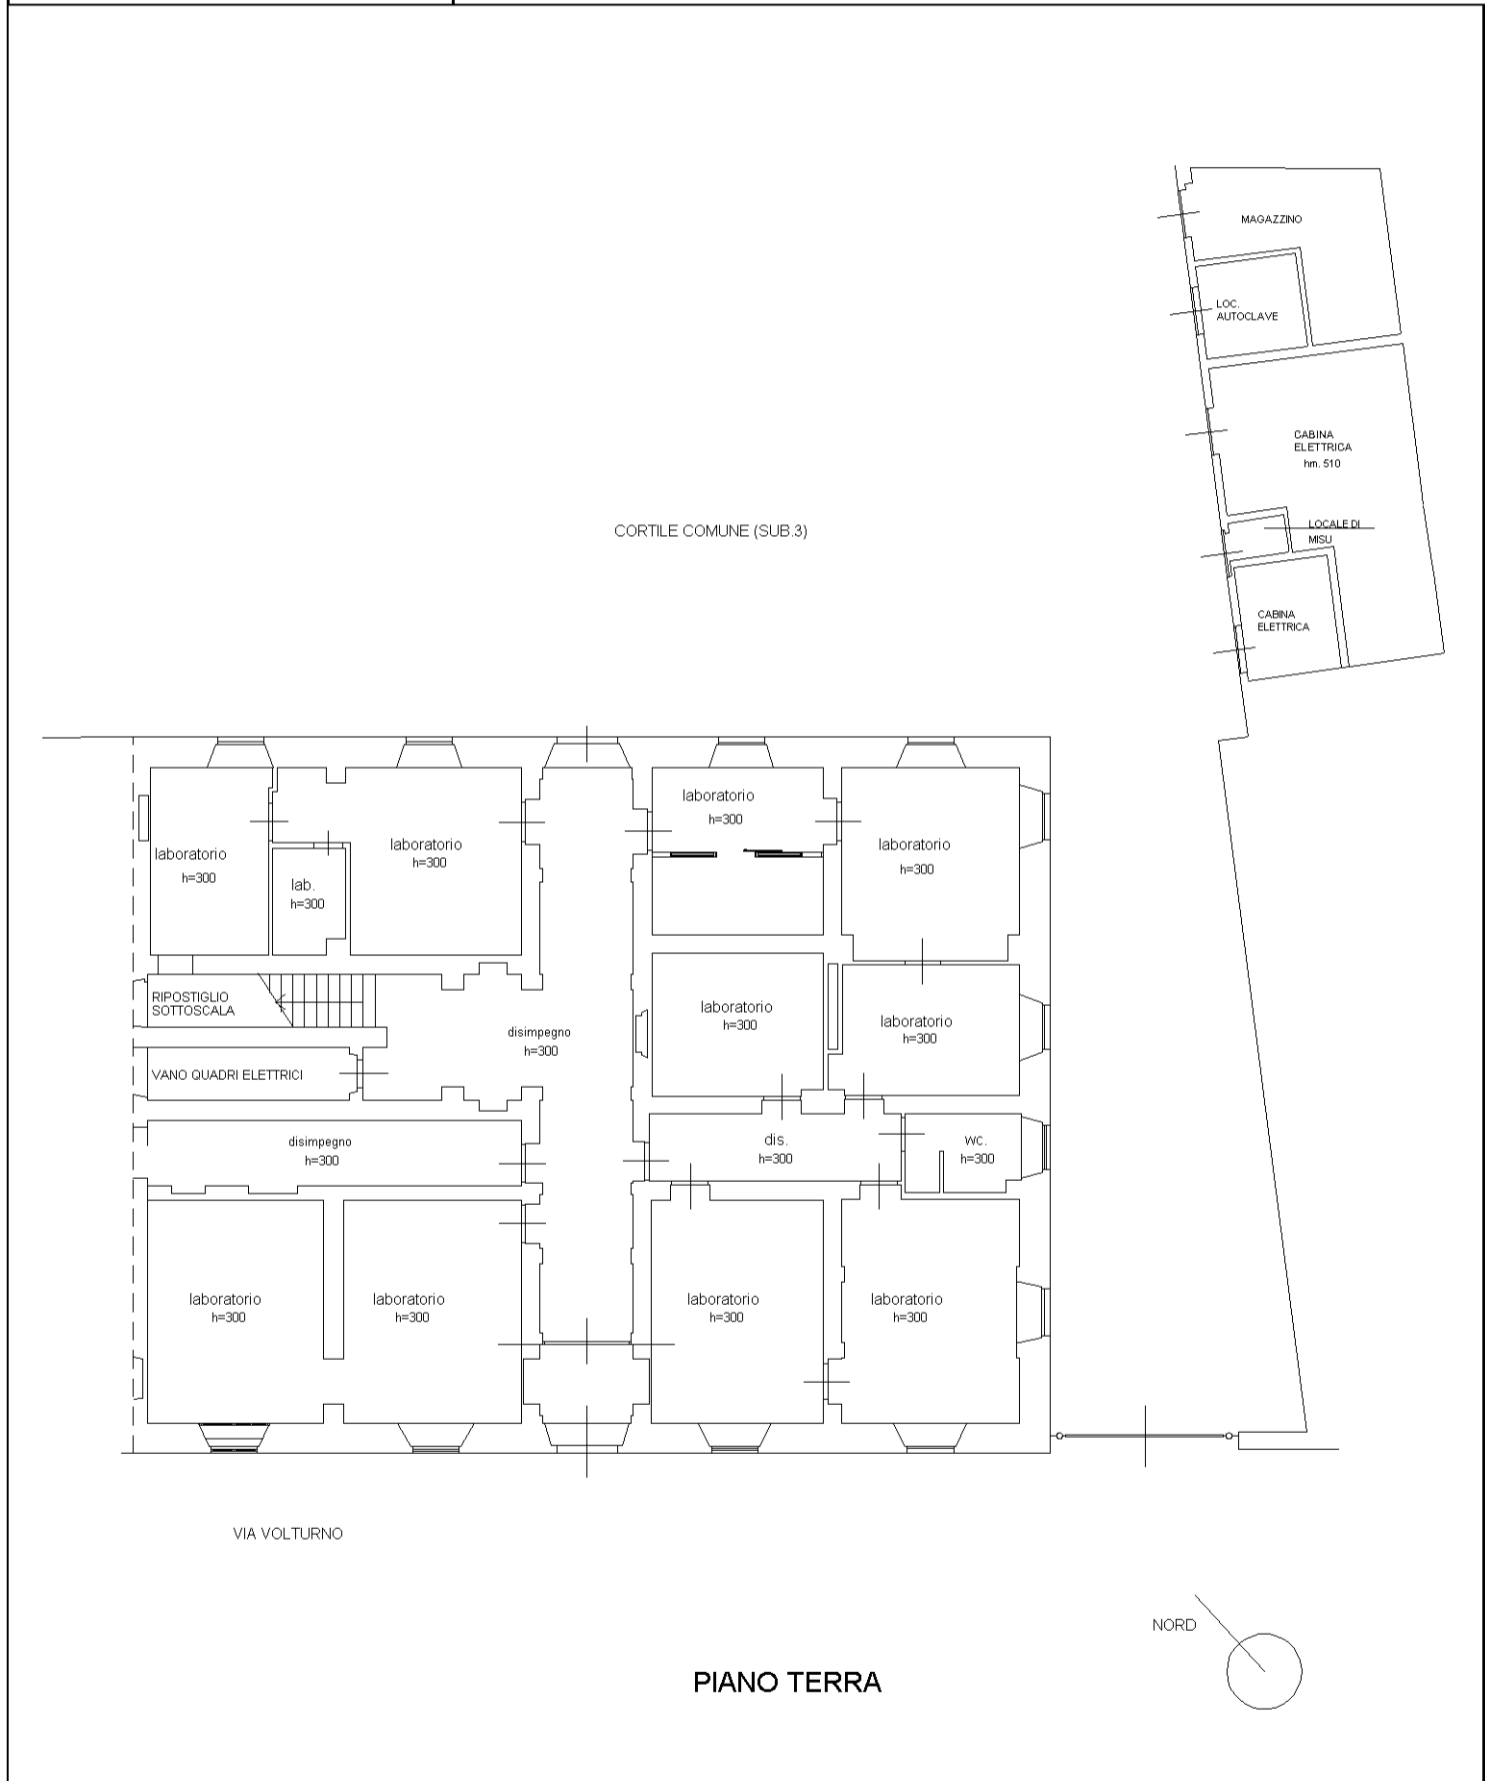 MAGAZZINO
LOC.
AUTOCLAVE
CABINA
ELETTRICA
hm. 510
LOCALE DI
MISU
CABINA
ELETTRICA
CORTILE COMUNE (SUB.3)
laboratorio
h=300
lab.
h=300
laboratorio
h=300
laboratorio
h=300
laboratorio
h=300
RIPOSTIGLIO
SOTTOSCALA
VANO QUADRI ELETTRICI
disimpegno
h=300
laboratorio
h=300
laboratorio
h=300
disimpegno
h=300
dis.
h=300
wc.
h=300
laboratorio
h=300
laboratorio
h=300
laboratorio
h=300
laboratorio
h=300
VIA VOLTURNO
NORD
PIANO TERRA